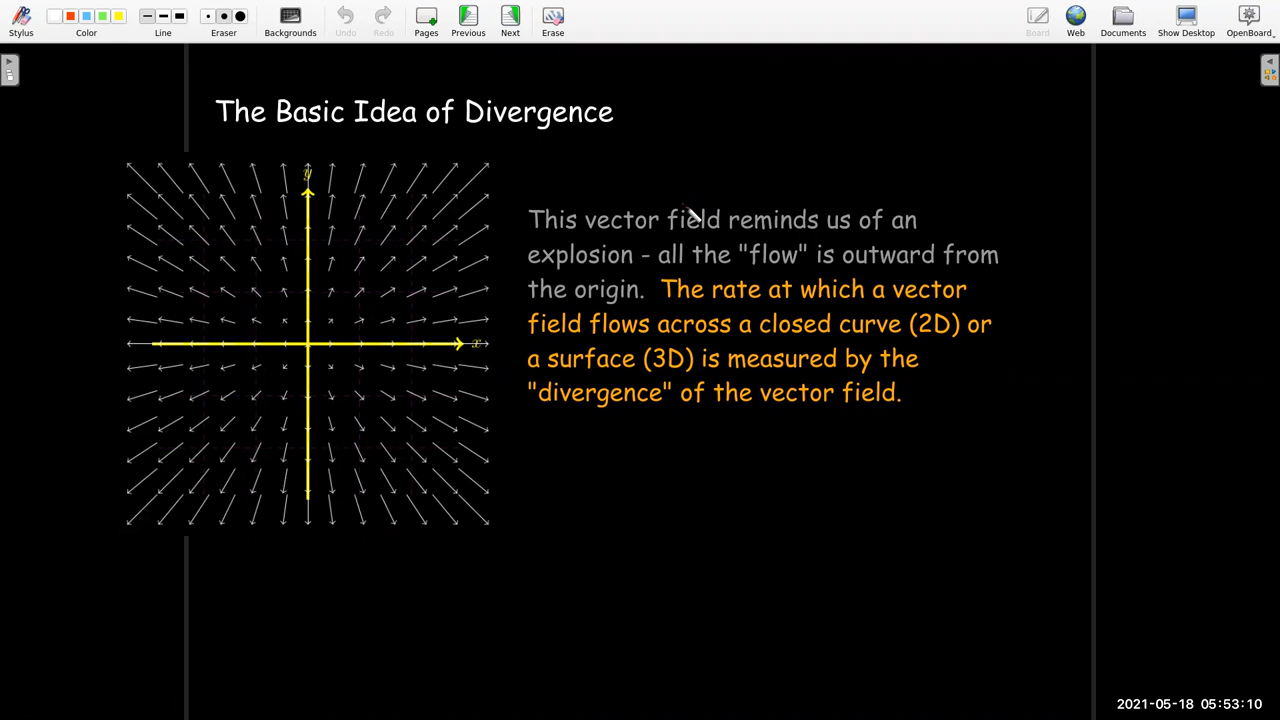 Stylus
Color
Line
Eraser
Backgrounds
Undo
Redo
Pages
Previous
Next
Erase
Board
Web
Documents
Show Desktop
OpenBoard
The Basic Idea of Divergence
y
x
This vector field reminds us of an
explosion - all the "flow" is outward from
the origin. The rate at which a vector
field flows across a closed curve (2D) or
a surface (3D) is measured by the
"divergence" of the vector field.
2021-05-18 05:53:10